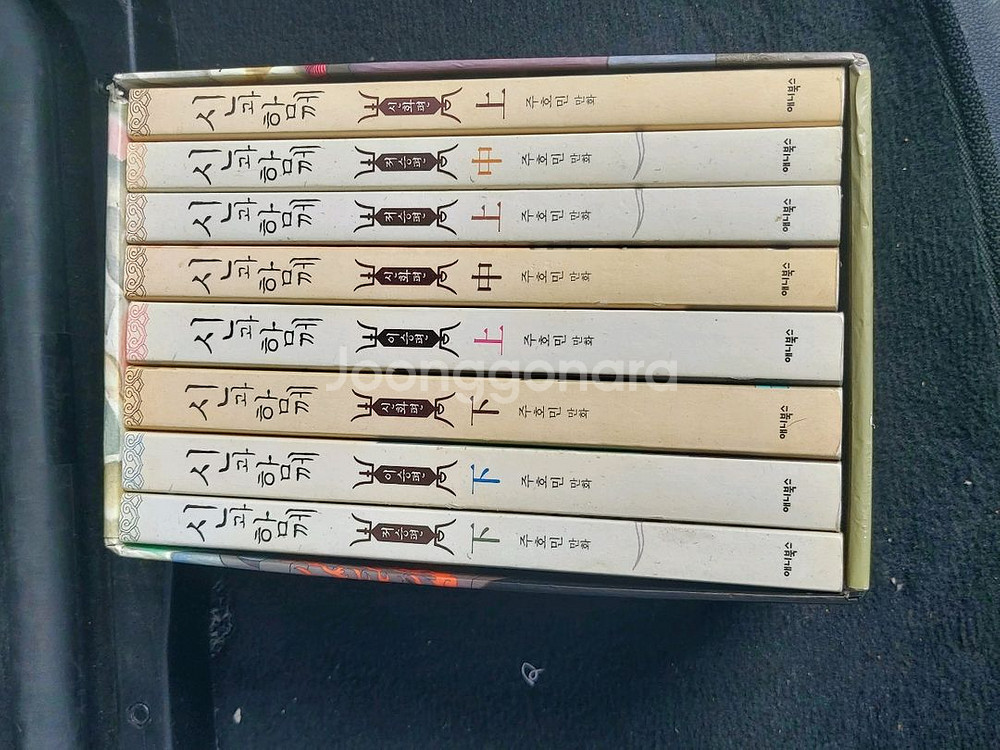 신과함께 신화편 上 주호민 만화 애니북스
신과함께 저승편 中 주호민 만화 애니북스
신과함께 저승편 上 주호민 만화 애니북스
신과함께 신화편 中 주호민 만화 애니북스
신과함께 이승편 上 주호민 만화 애니북스
Joonggonara
신과함께 신화편 下 주호민 만화 애니북스
신과함께 이승편 下 주호민 만화 애니북스
신과함께 저승편 下 주호민 만화 애니북스